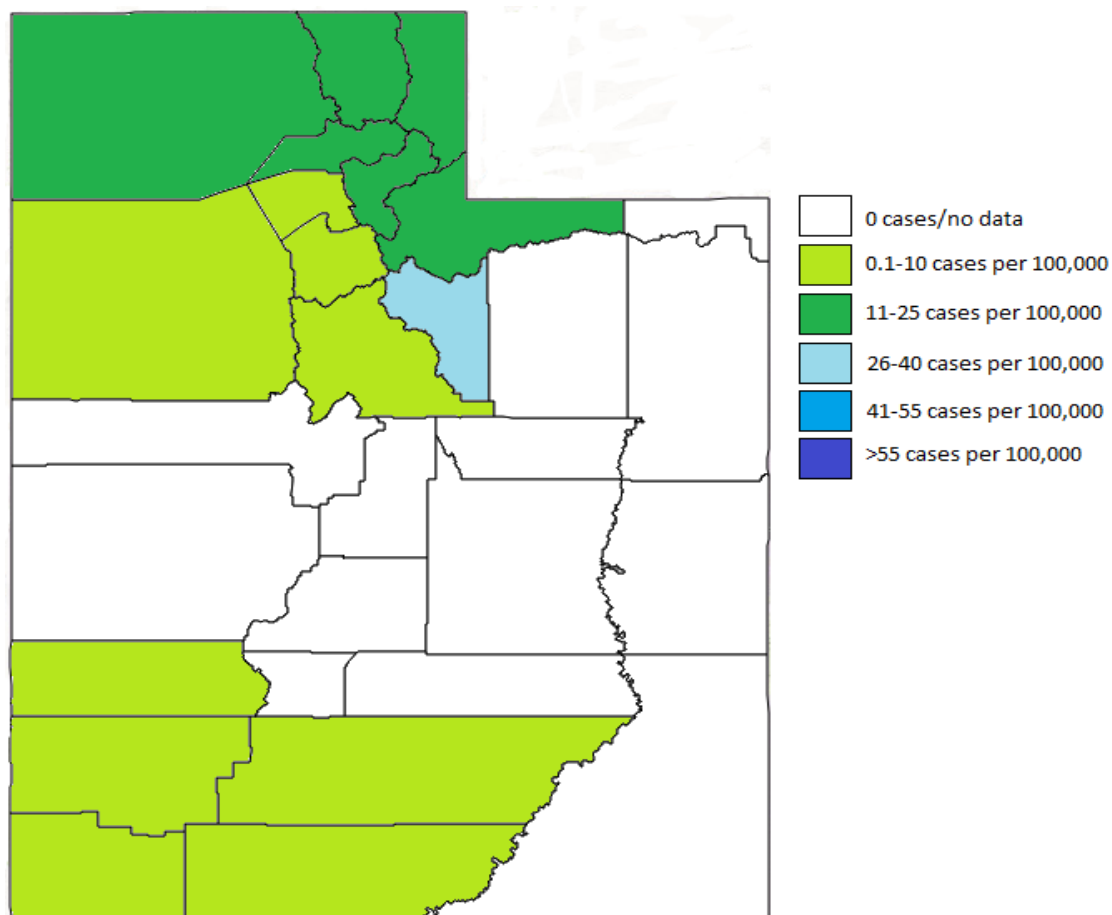 0 cases/no data
0.1-10 cases per 100,000
11-25 cases per 100,000
26-40 cases per 100,000
41-55 cases per 100,000
>55 cases per 100,000